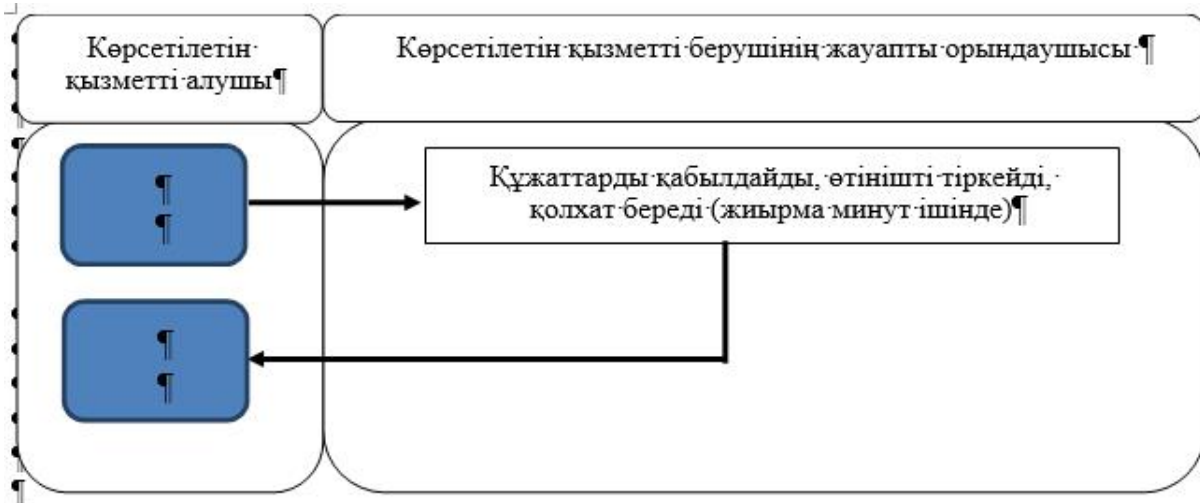 Көрсетілетін
қызметті алушы
Көрсетілетін қызметті берушінің жауапты орындаушысы
Құжаттарды қабылдайды, өтінішті тіркейді,
қолхат береді (жиырма минут ішінде)